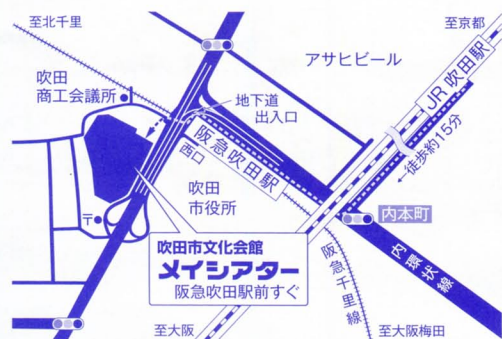 至北千里
至京都
アサヒビール
吹田
商工会議所
地下道
出入口
JR 吹田駅
徒歩約15分
阪急吹田駅
西口
吹田
市役所
〒
内本町
吹田市文化会館
メイシアター
阪急吹田駅前すぐ
阪急千里線
内環状線
至大阪
至大阪梅田